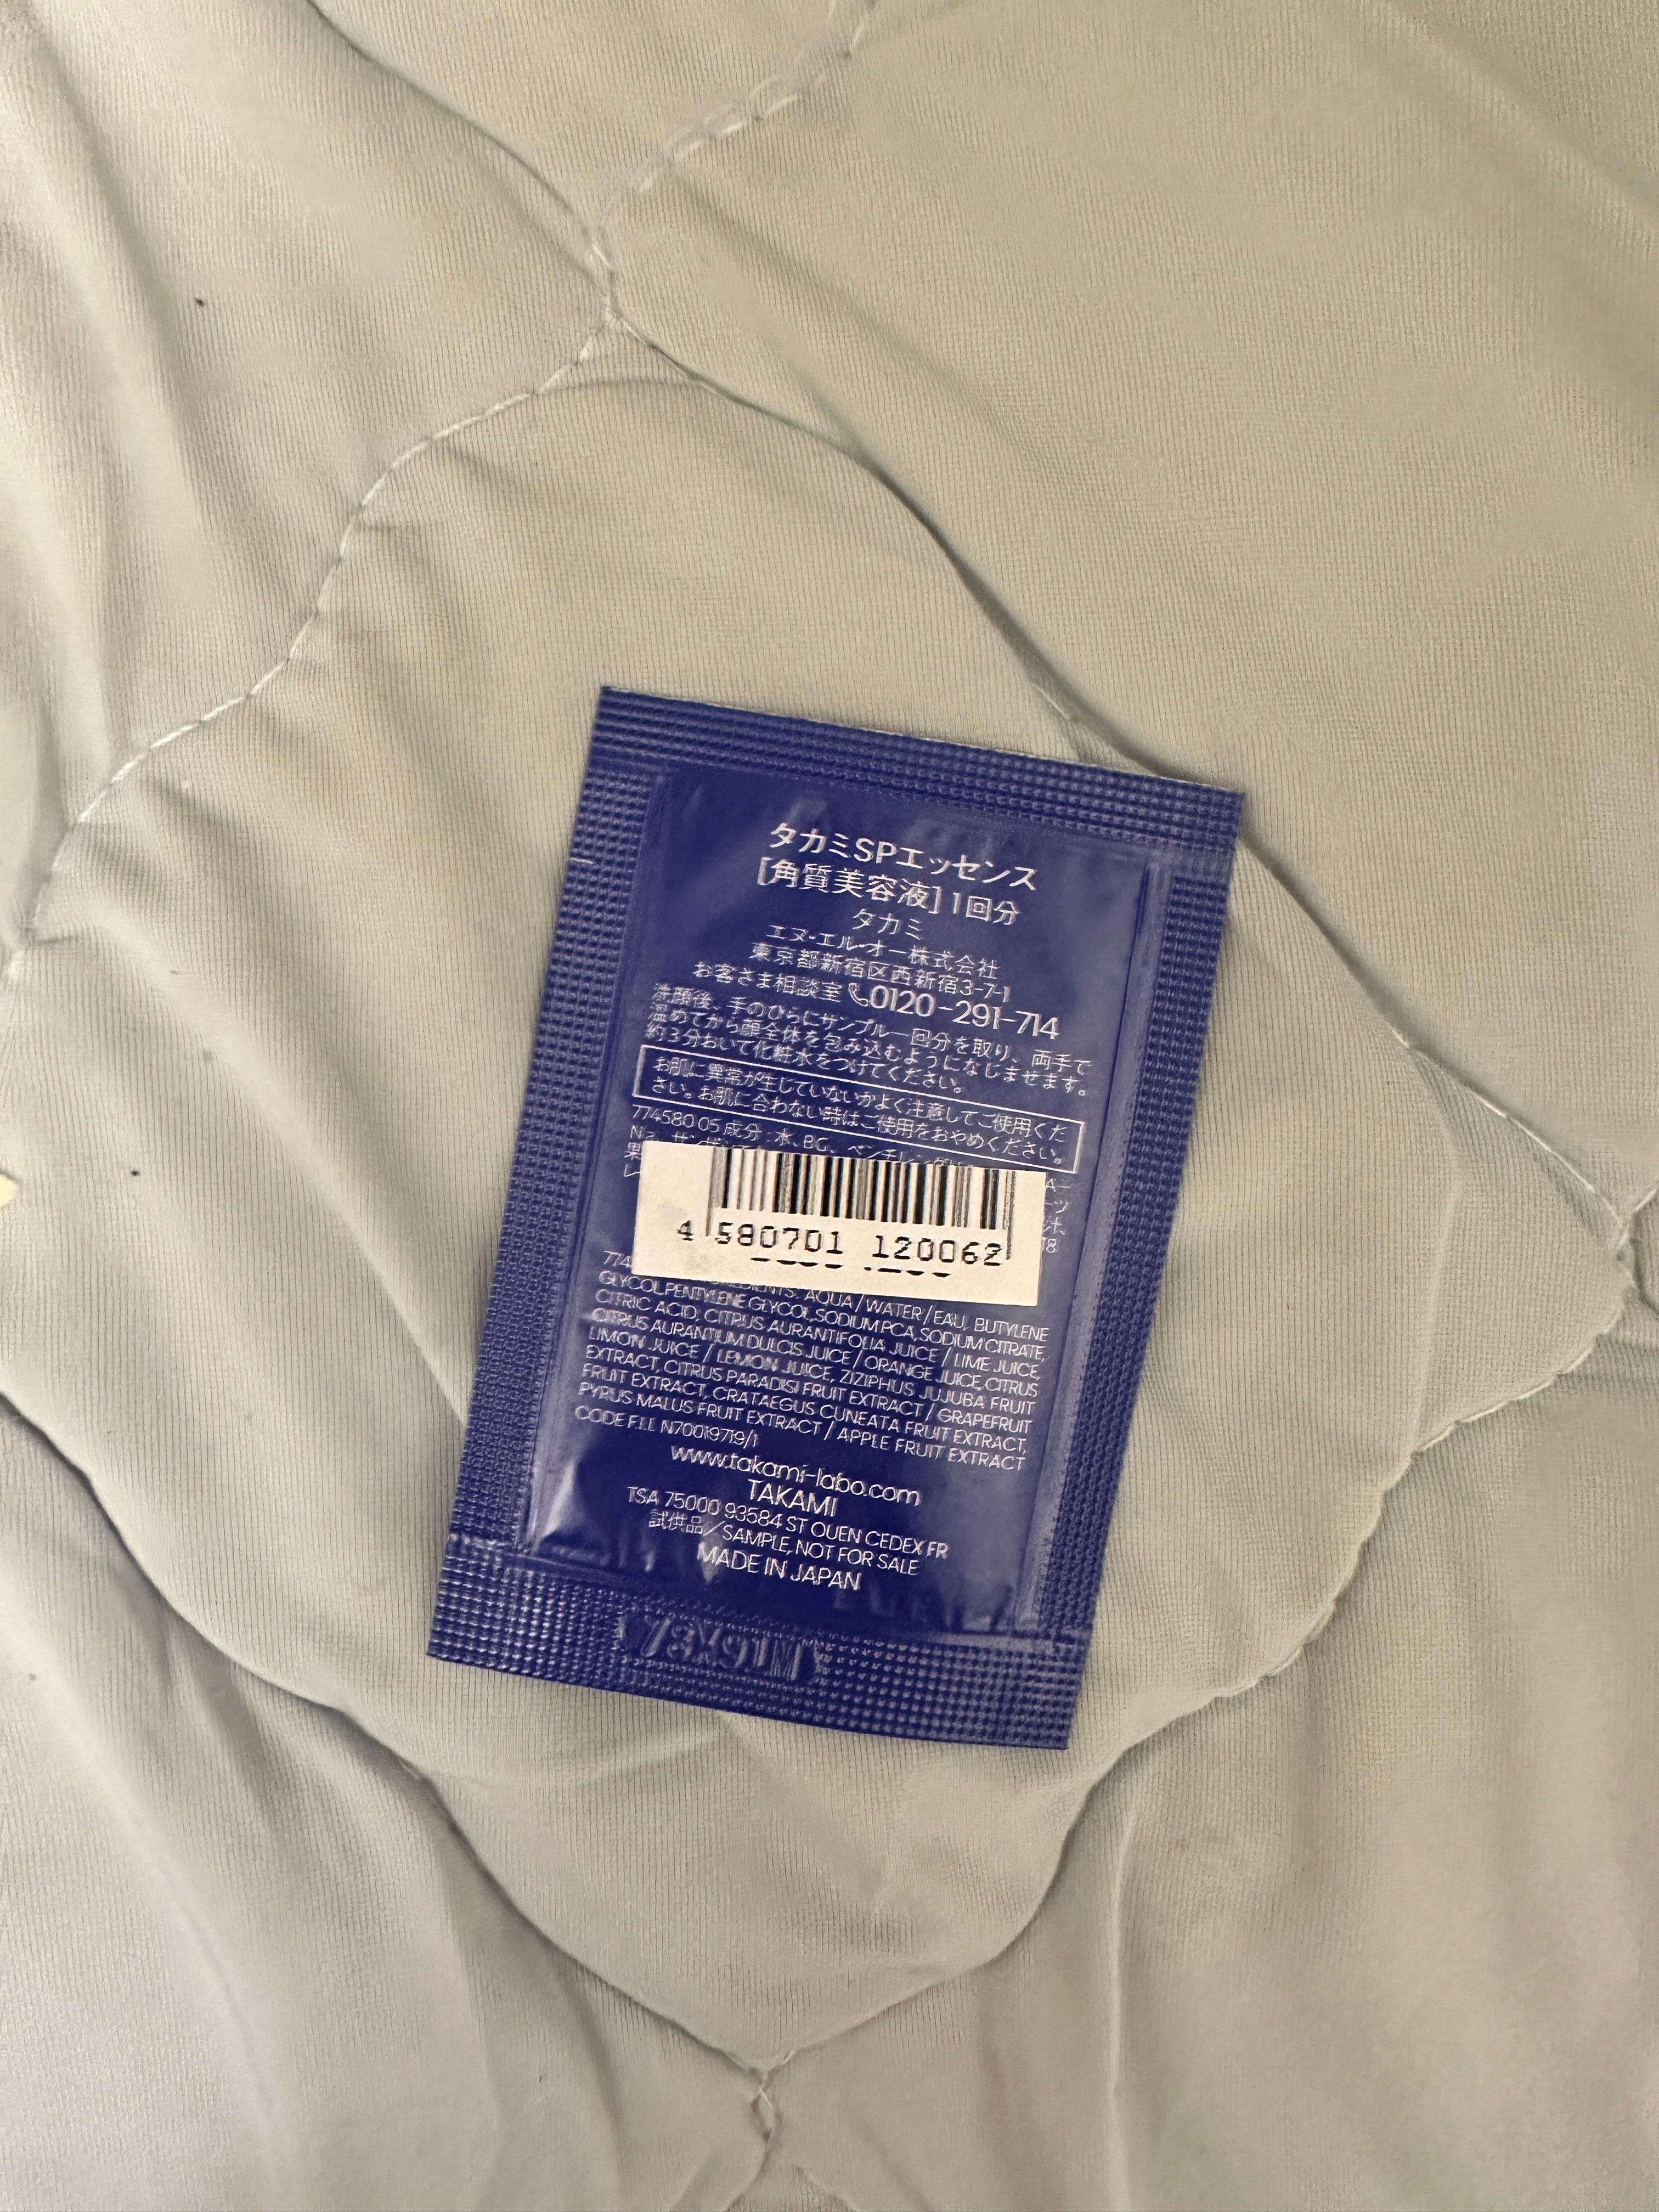 タカミSPエッセンス
[角質美容液] 1回分
タカミ
エヌ・エル・オー株式会社
東京都新宿区西新宿3-7-1
お客さま相談室 0120-291-714
洗顔後、手のひらにサンプル一回分を取り、両手で
温めてから顔全体を包み込むようになじませます。
約3分おいて化粧水をつけてください。
お肌に異常が生じていないかよく注意してご使用くだ
さい。お肌に合わない時はご使用をおやめください。
774580 05 成分：水、BG、ペンチレングリ
4 580701 120062
AQUA / WATER / EAU, BUTYLENE
GLYCOL, PENTYLENE GLYCOL, SODIUM PCA, SODIUM CITRATE,
CITRIC ACID, CITRUS AURANTIFOLIA JUICE / LIME JUICE,
CITRUS AURANTIUM DULCIS JUICE / ORANGE JUICE, CITRUS
LIMON JUICE / LEMON JUICE, ZIZIPHUS JUJUBA FRUIT
EXTRACT, CITRUS PARADISI FRUIT EXTRACT / GRAPEFRUIT
FRUIT EXTRACT, CRATAEGUS CUNEATA FRUIT EXTRACT,
PYRUS MALUS FRUIT EXTRACT / APPLE FRUIT EXTRACT
CODE F.I.L. N70019719/1
www.takami-labo.com
TAKAMI
TSA 75000 93584 ST OUEN CEDEX FR
試供品／SAMPLE, NOT FOR SALE
MADE IN JAPAN